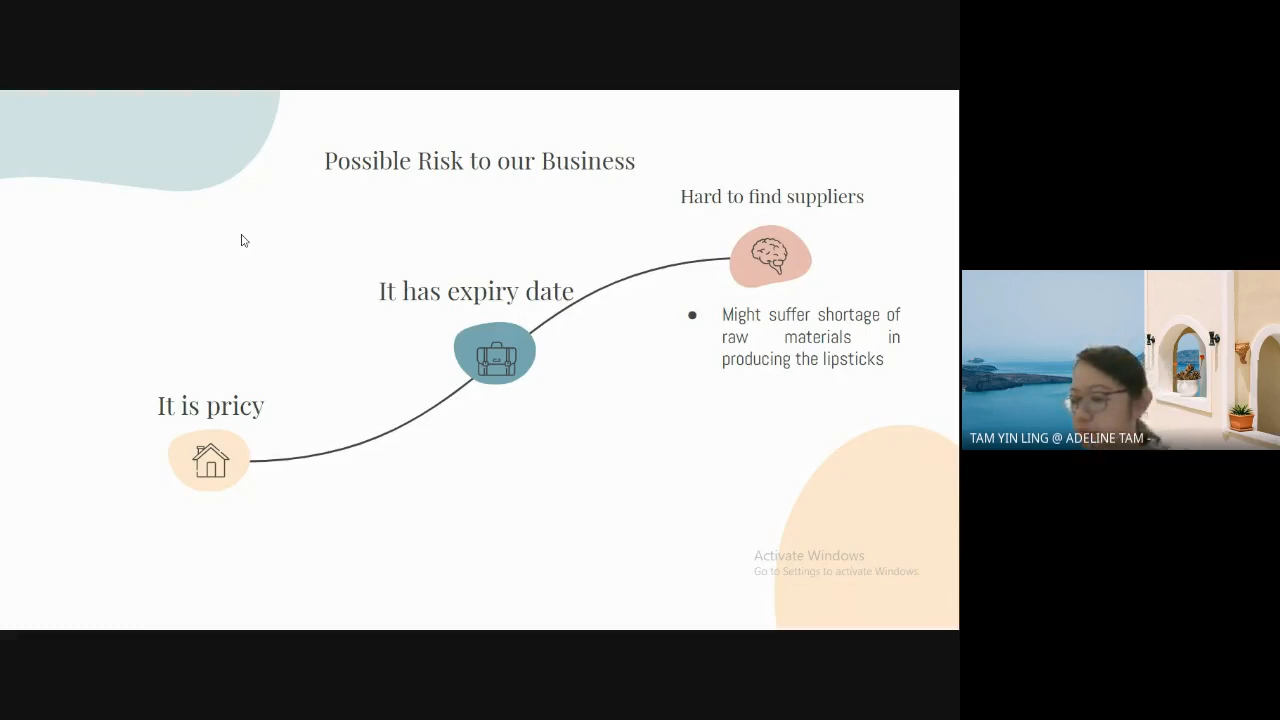 Possible Risk to our Business
Hard to find suppliers
It has expiry date
● Might suffer shortage of
raw materials in
producing the lipsticks
It is pricy
Activate Windows
Go to Settings to activate Windows.
TAM YIN LING @ ADELINE TAM -